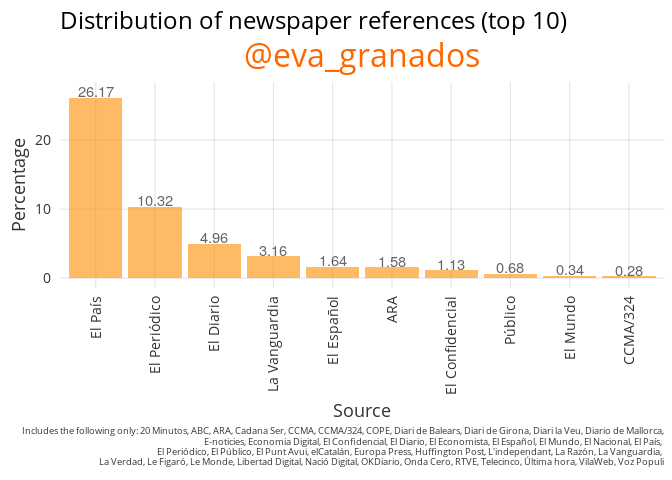 Distribution of newspaper references (top 10)
@eva_granados
Percentage
20
10
0
26.17
10.32
4.96
3.16
1.64
1.58
1.13
0.68
0.34
0.28
El País
El Periódico
El Diario
La Vanguardia
El Español
ARA
El Confidencial
Público
El Mundo
CCMA/324
Source
Includes the following only: 20 Minutos, ABC, ARA, Cadana Ser, CCMA, CCMA/324, COPE, Diari de Balears, Diari de Girona, Diari la Veu, Diario de Mallorca,
E-noticies, Economia Digital, El Confidencial, El Diario, El Economista, El Español, El Mundo, El Nacional, El País,
El Periódico, El Público, El Punt Avui, elCatalán, Europa Press, Huffington Post, L'independant, La Razón, La Vanguardia,
La Verdad, Le Figaró, Le Monde, Libertad Digital, Nació Digital, OKDiario, Onda Cero, RTVE, Telecinco, Última hora, VilaWeb, Voz Populi